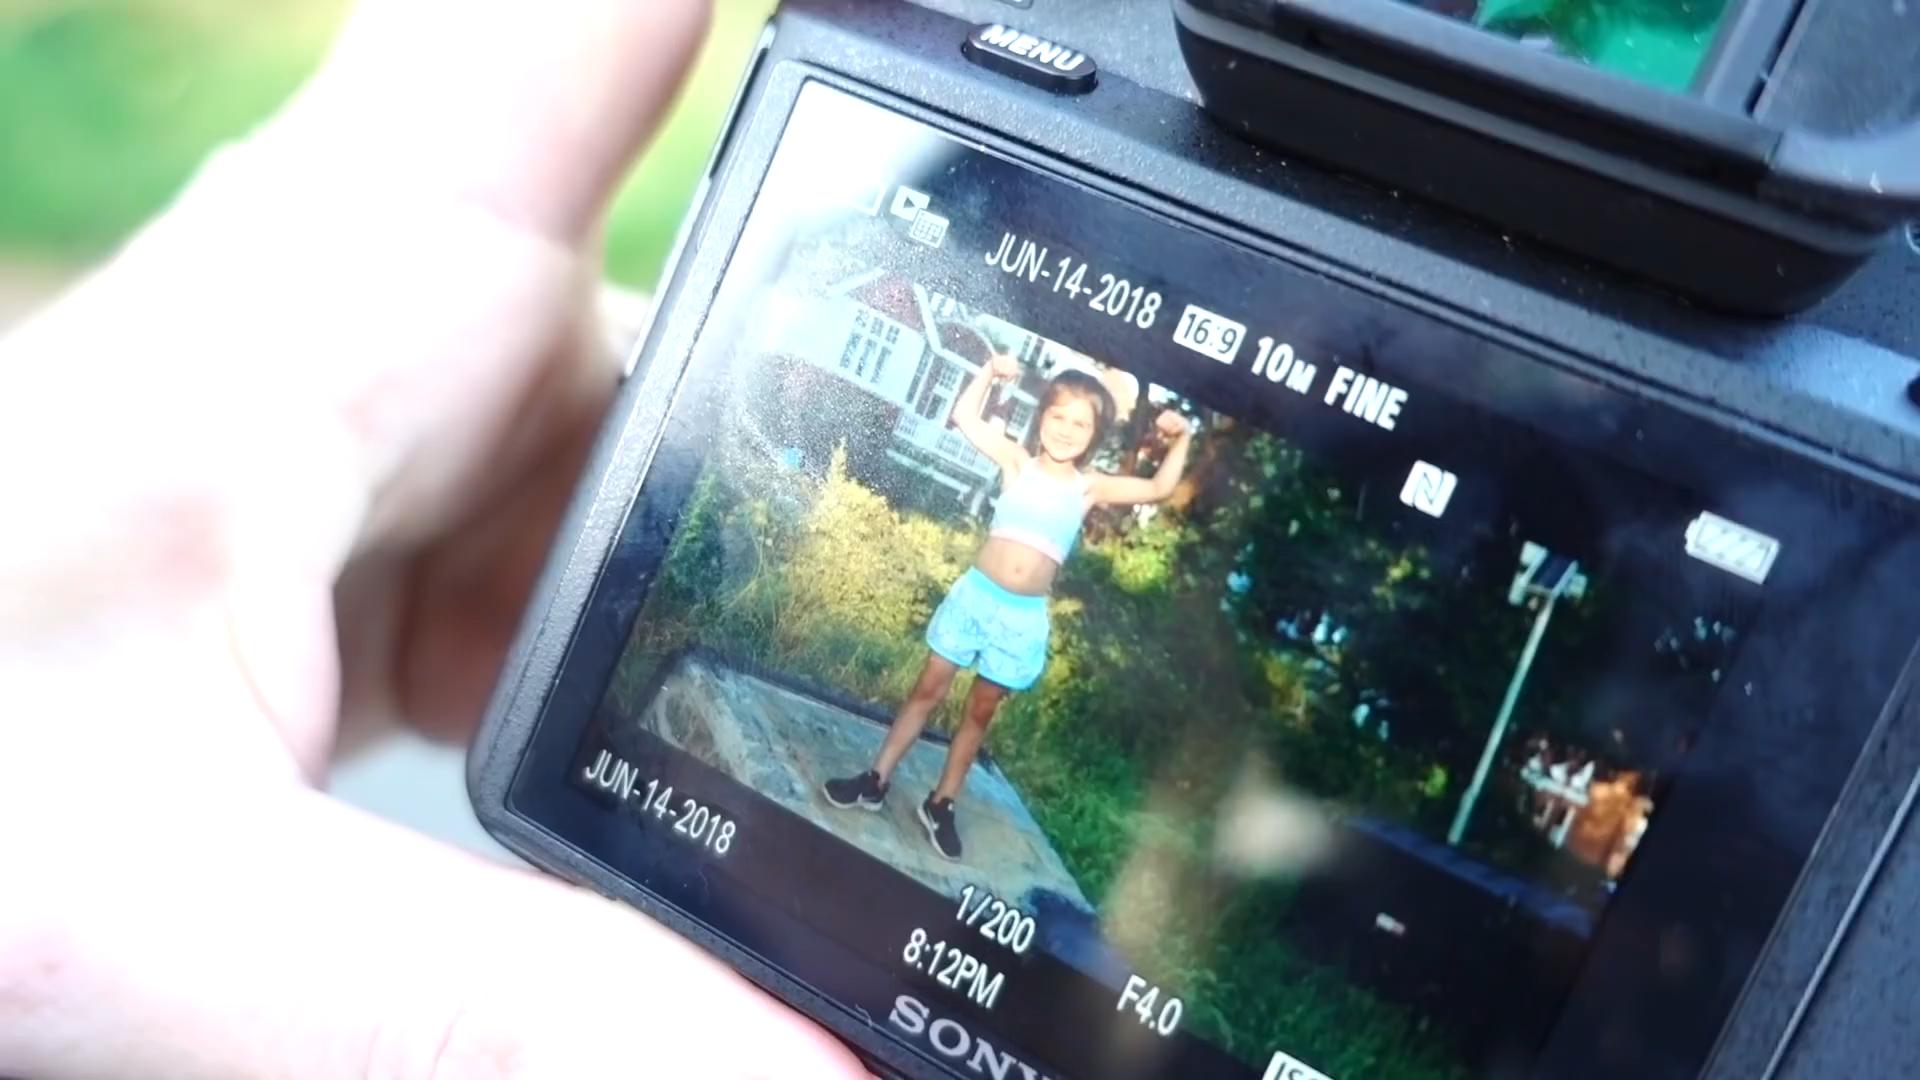 MENU
JUN-14-2018 16:9 10M FINE
JUN-14-2018
1/200
8:12PM
F4.0
SONY